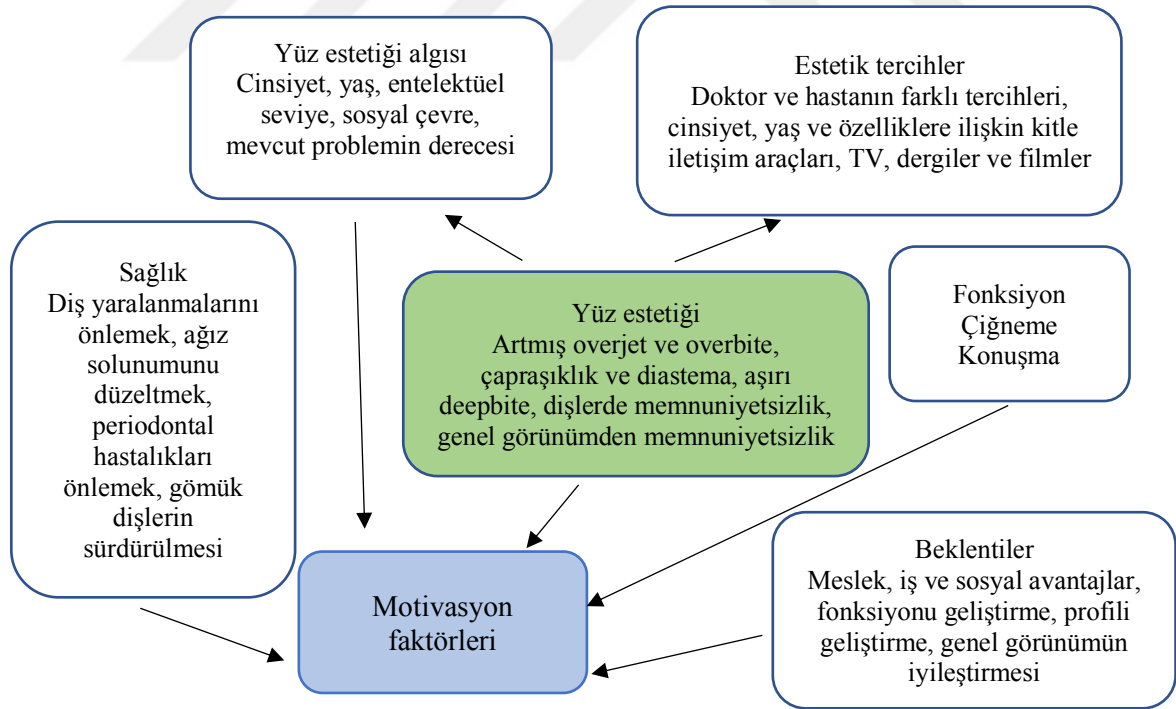 Yüz estetiği algısı
Cinsiyet, yaş, entelektüel
seviye, sosyal çevre,
mevcut problemin derecesi
Estetik tercihler
Doktor ve hastanın farklı tercihleri,
cinsiyet, yaş ve özelliklere ilişkin kitle
iletişim araçları, TV, dergiler ve filmler
Sağlık
Diş yaralanmalarını
önlemek, ağız
solunumunu
düzeltmek,
periodontal
hastalıkları
önlemek, gömük
dişlerin
sürdürülmesi
Yüz estetiği
Artmış overjet ve overbite,
çapraşıklık ve diastema, aşırı
deepbite, dişlerde memnuniyetsizlik,
genel görünümden memnuniyetsizlik
Fonksiyon
Çiğneme
Konuşma
Motivasyon
faktörleri
Beklentiler
Meslek, iş ve sosyal avantajlar,
fonksiyonu geliştirme, profili
geliştirme, genel görünümün
iyileştirmesi